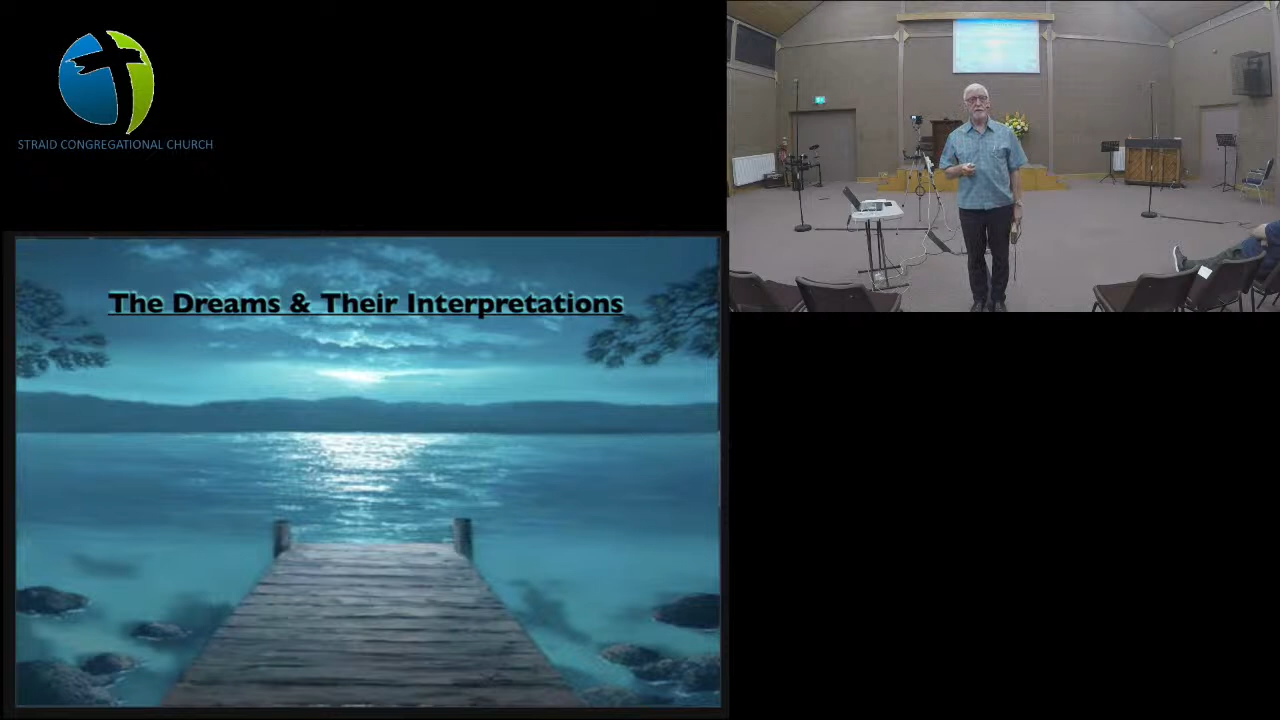 STRAID CONGREGATIONAL CHURCH
The Dreams & Their Interpretations